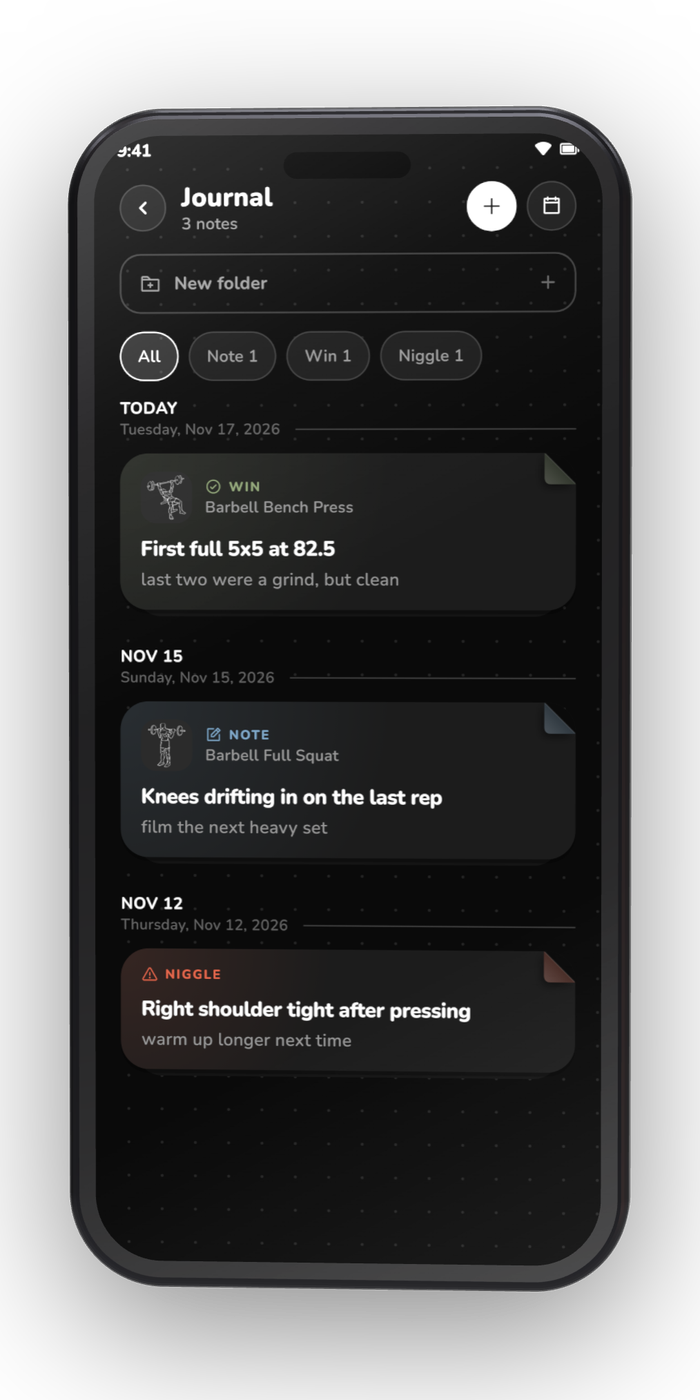 9:41
Journal
3 notes
New folder
All
Note 1
Win 1
Niggle 1
TODAY
Tuesday, Nov 17, 2026
WIN
Barbell Bench Press
First full 5x5 at 82.5
last two were a grind, but clean
NOV 15
Sunday, Nov 15, 2026
NOTE
Barbell Full Squat
Knees drifting in on the last rep
film the next heavy set
NOV 12
Thursday, Nov 12, 2026
NIGGLE
Right shoulder tight after pressing
warm up longer next time